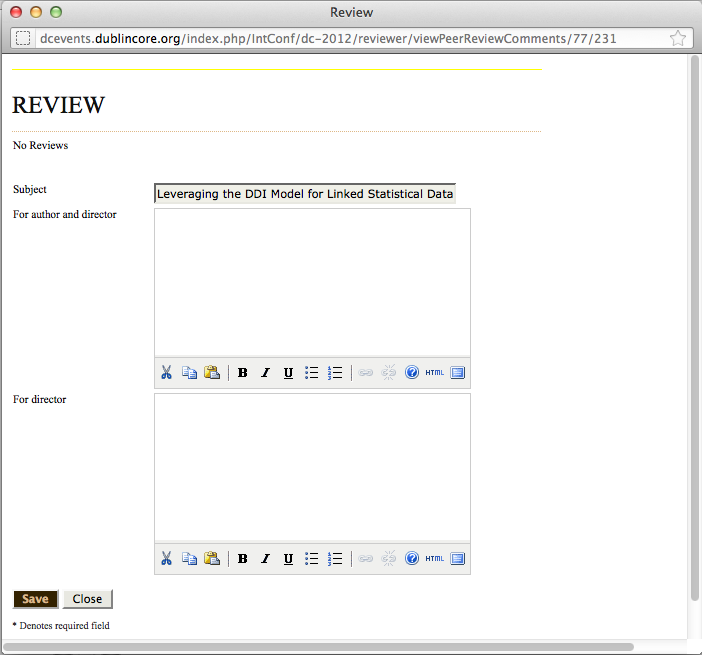 Review
dcevents.dublincore.org/index.php/IntConf/dc-2012/reviewer/viewPeerReviewComments/77/231
REVIEW
No Reviews
Subject
Leveraging the DDI Model for Linked Statistical Data
For author and director
B I U HTML
For director
B I U HTML
Save Close
* Denotes required field